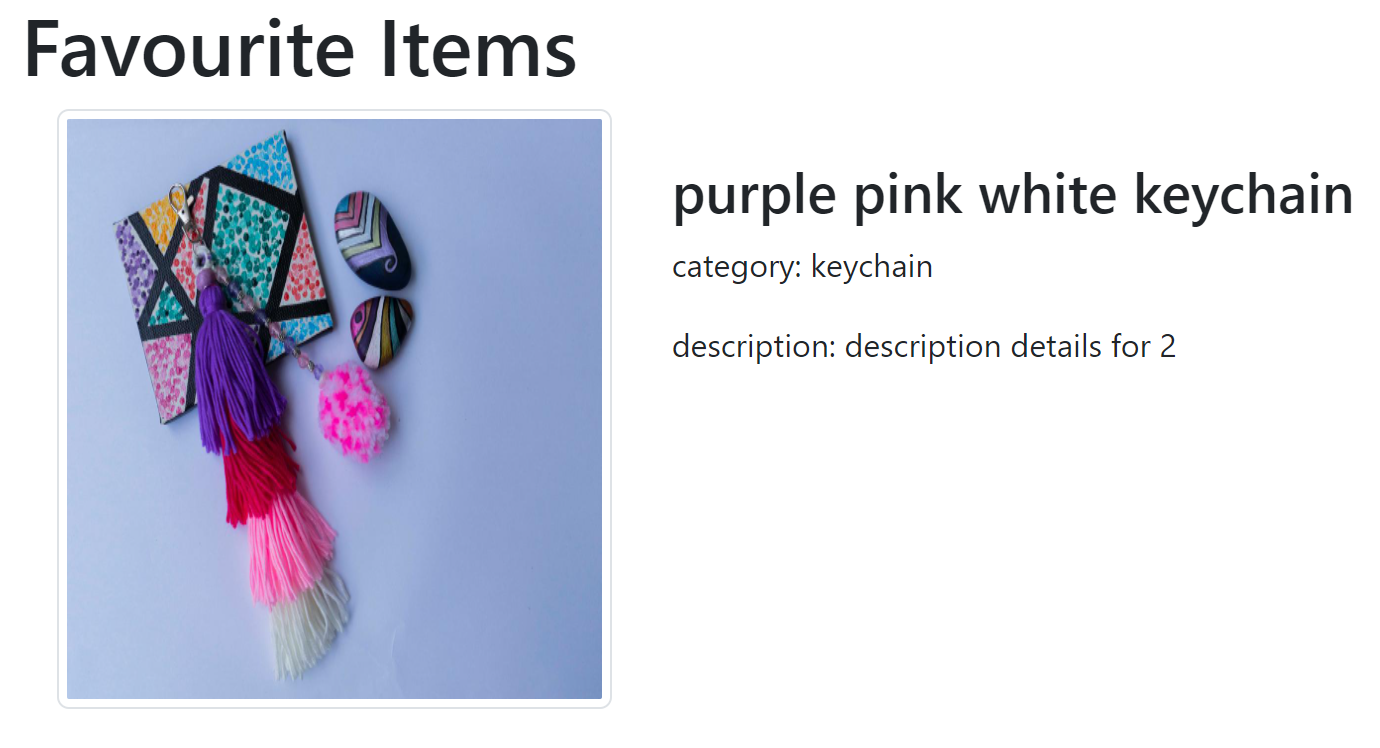 Favourite Items
purple pink white keychain
category: keychain
description: description details for 2